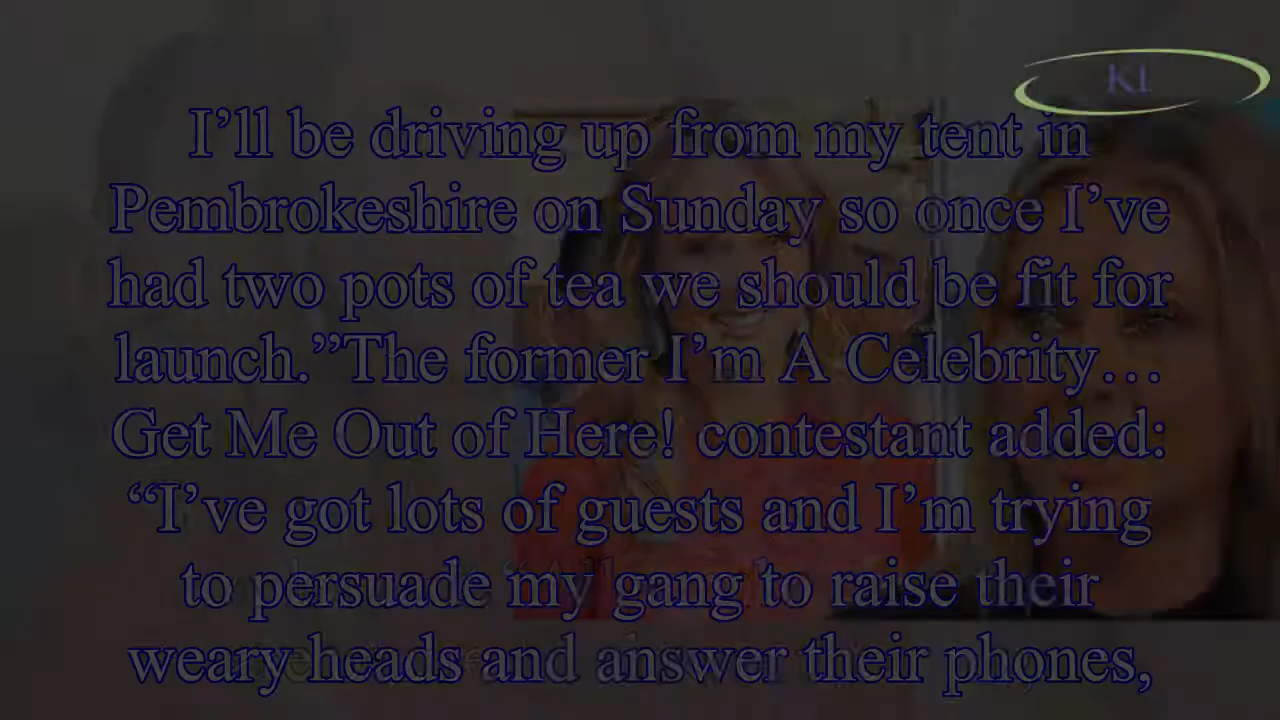 KL
I’ll be driving up from my tent in
Pembrokeshire on Sunday so once I’ve
had two pots of tea we should be fit for
launch.”The former I’m A Celebrity…
Get Me Out of Here! contestant added:
“I’ve got lots of guests and I’m trying
to persuade my gang to raise their
weary heads and answer their phones,